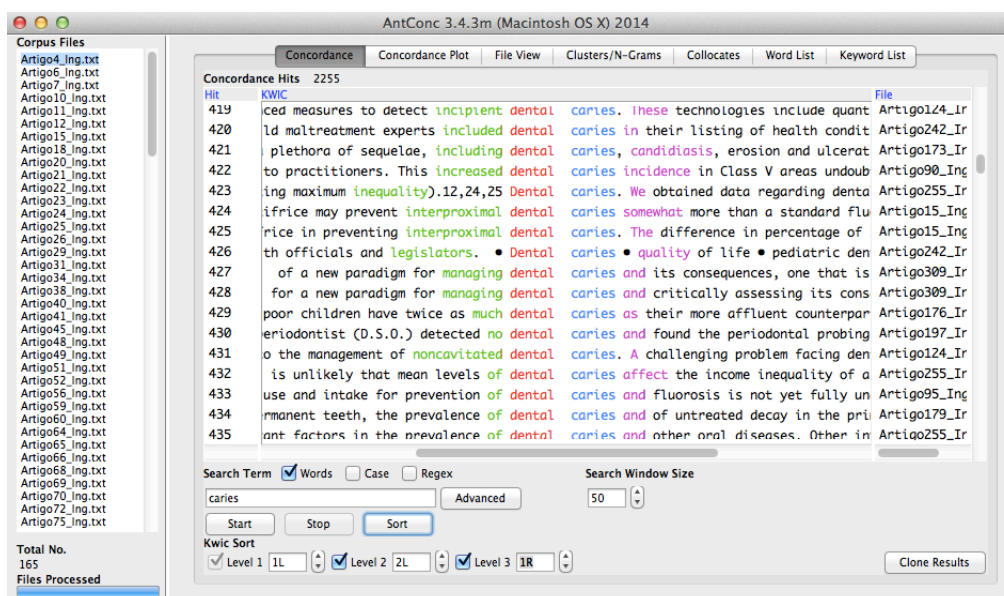 AntConc 3.4.3m (Macintosh OS X) 2014
Corpus Files
Artigo4_Ing.txt
Artigo6_Ing.txt
Artigo7_Ing.txt
Artigo10_Ing.txt
Artigo11_Ing.txt
Artigo12_Ing.txt
Artigo15_Ing.txt
Artigo18_Ing.txt
Artigo20_Ing.txt
Artigo21_Ing.txt
Artigo22_Ing.txt
Artigo23_Ing.txt
Artigo24_Ing.txt
Artigo25_Ing.txt
Artigo26_Ing.txt
Artigo29_Ing.txt
Artigo31_Ing.txt
Artigo34_Ing.txt
Artigo38_Ing.txt
Artigo40_Ing.txt
Artigo41_Ing.txt
Artigo45_Ing.txt
Artigo48_Ing.txt
Artigo49_Ing.txt
Artigo51_Ing.txt
Artigo52_Ing.txt
Artigo56_Ing.txt
Artigo59_Ing.txt
Artigo60_Ing.txt
Artigo64_Ing.txt
Artigo65_Ing.txt
Artigo66_Ing.txt
Artigo68_Ing.txt
Artigo69_Ing.txt
Artigo70_Ing.txt
Artigo72_Ing.txt
Artigo75_Ing.txt
Total No.
165
Files Processed
Concordance Concordance Plot File View Clusters/N-Grams Collocates Word List Keyword List
Concordance Hits 2255
Hit KWIC File
419 ced measures to detect incipient dental caries. These technologies include quant Artigo124_Ir
420 ld maltreatment experts included dental caries in their listing of health condit Artigo242_Ir
421 plethora of sequelae, including dental caries, candidiasis, erosion and ulcerat Artigo173_Ir
422 to practitioners. This increased dental caries incidence in Class V areas undoub Artigo90_Ing
423 ing maximum inequality).12,24,25 Dental caries. We obtained data regarding denta Artigo255_Ir
424 ifrice may prevent interproximal dental caries somewhat more than a standard flu Artigo15_Ing
425 rice in preventing interproximal dental caries. The difference in percentage of Artigo15_Ing
426 th officials and legislators. • Dental caries • quality of life • pediatric den Artigo242_Ir
427 of a new paradigm for managing dental caries and its consequences, one that is Artigo309_Ir
428 for a new paradigm for managing dental caries and critically assessing its cons Artigo309_Ir
429 poor children have twice as much dental caries as their more affluent counterpar Artigo176_Ir
430 eriodontist (D.S.O.) detected no dental caries and found the periodontal probing Artigo197_Ir
431 o the management of noncavitated dental caries. A challenging problem facing den Artigo124_Ir
432 is unlikely that mean levels of dental caries affect the income inequality of a Artigo255_Ir
433 use and intake for prevention of dental caries and fluorosis is not yet fully un Artigo95_Ing
434 rmanent teeth, the prevalence of dental caries and of untreated decay in the pri Artigo179_Ir
435 ant factors in the prevalence of dental caries and other oral diseases. Other in Artigo255_Ir
Search Term Words Case Regex Search Window Size
caries Advanced 50
Start Stop Sort
Kwic Sort
Level 1 1L Level 2 2L Level 3 1R Clone Results